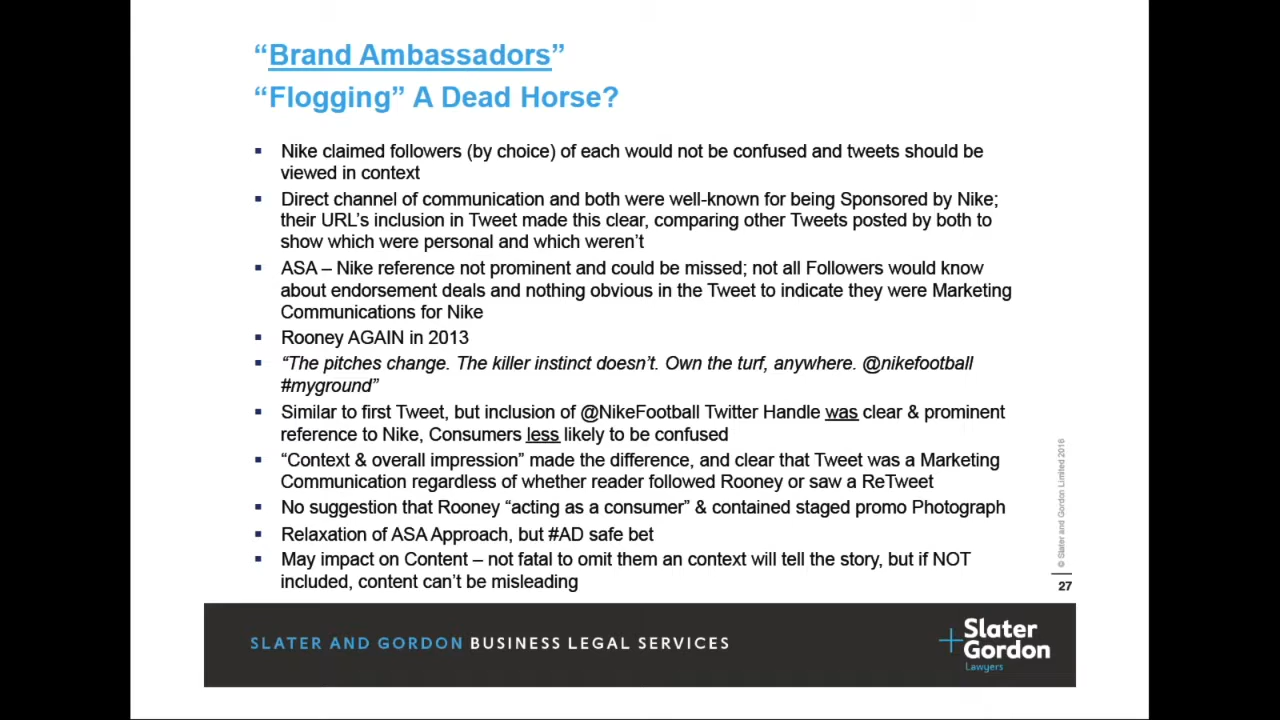 “Brand Ambassadors”
“Flogging” A Dead Horse?
▪ Nike claimed followers (by choice) of each would not be confused and tweets should be
viewed in context
▪ Direct channel of communication and both were well-known for being Sponsored by Nike;
their URL’s inclusion in Tweet made this clear, comparing other Tweets posted by both to
show which were personal and which weren’t
▪ ASA – Nike reference not prominent and could be missed; not all Followers would know
about endorsement deals and nothing obvious in the Tweet to indicate they were Marketing
Communications for Nike
▪ Rooney AGAIN in 2013
▪ “The pitches change. The killer instinct doesn’t. Own the turf, anywhere. @nikefootball
#myground”
▪ Similar to first Tweet, but inclusion of @NikeFootball Twitter Handle was clear & prominent
reference to Nike, Consumers less likely to be confused
▪ “Context & overall impression” made the difference, and clear that Tweet was a Marketing
Communication regardless of whether reader followed Rooney or saw a ReTweet
▪ No suggestion that Rooney “acting as a consumer” & contained staged promo Photograph
▪ Relaxation of ASA Approach, but #AD safe bet
▪ May impact on Content – not fatal to omit them an context will tell the story, but if NOT
included, content can’t be misleading
© Slater and Gordon Limited 2016
27
SLATER AND GORDON BUSINESS LEGAL SERVICES
Slater
Gordon
Lawyers